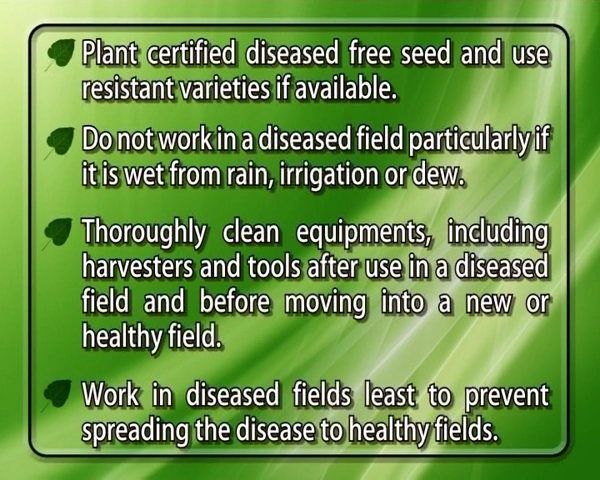 Plant certified diseased free seed and use
resistant varieties if available.
Do not work in a diseased field particularly if
it is wet from rain, irrigation or dew.
Thoroughly clean equipments, including
harvesters and tools after use in a diseased
field and before moving into a new or
healthy field.
Work in diseased fields least to prevent
spreading the disease to healthy fields.